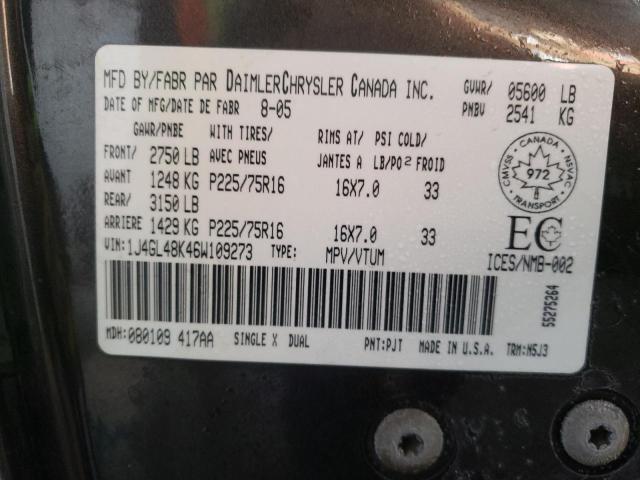 MFD BY/FABR PAR DAIMLERCHRYSLER CANADA INC. GVWR/ 05600 LB
DATE OF MFG/DATE DE FABR 8-05 PNBV 2541 KG
GAWR/PNBE WITH TIRES/ RIMS AT/ PSI COLD/
FRONT/ 2750 LB AVEC PNEUS JANTES A LB/PO² FROID
AVANT 1248 KG P225/75R16 16X7.0 33
REAR/ 3150 LB
ARRIERE 1429 KG P225/75R16 16X7.0 33
VIN: 1J4GL48K46W109273 TYPE: MPV/VTUM
CANADA
CMVSS NSVAC
972
TRANSPORT
EC
ICES/NMB-002
55275264
MDH: 080109 417AA SINGLE X DUAL PNT: PJT MADE IN U.S.A. TRM: N5J3